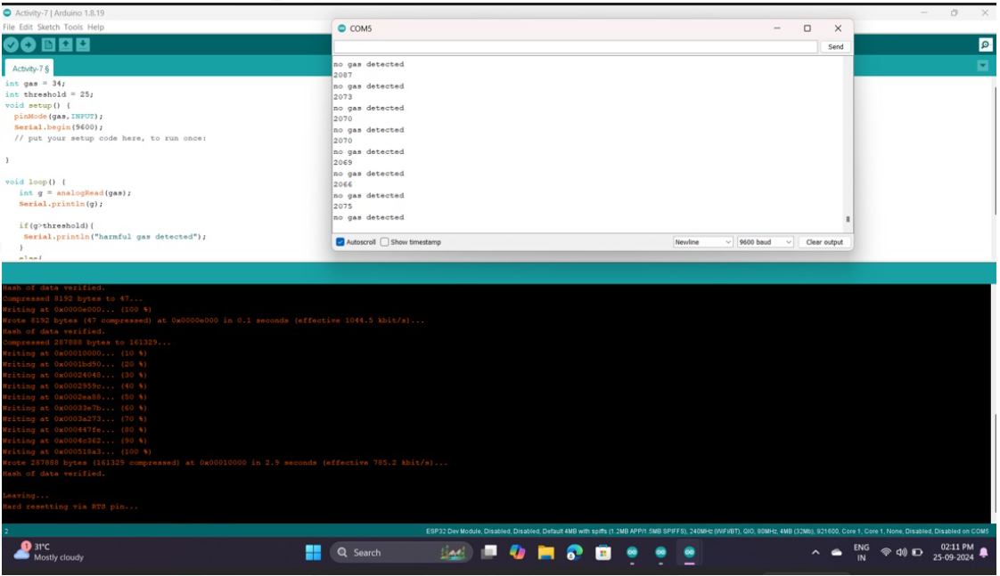 Activity-7 | Arduino 1.8.19
File Edit Sketch Tools Help
Activity-7 §
int gas = 34;
int threshold = 25;
void setup() {
pinMode(gas,INPUT);
Serial.begin(9600);
// put your setup code here, to run once:
}
void loop() {
int g = analogRead(gas);
Serial.println(g);
if(g>threshold){
Serial.println("harmful gas detected");
}
else{
COM5
Send
no gas detected
2087
no gas detected
2073
no gas detected
2070
no gas detected
2070
no gas detected
2069
no gas detected
2066
no gas detected
2075
no gas detected
Autoscroll Show timestamp
Newline
9600 baud
Clear output
Hash of data verified.
Compressed 8192 bytes to 47...
Writing at 0x0000e000... (100 %)
Wrote 8192 bytes (47 compressed) at 0x0000e000 in 0.1 seconds (effective 1044.5 kbit/s)...
Hash of data verified.
Compressed 287888 bytes to 161329...
Writing at 0x00010000... (10 %)
Writing at 0x0001bd90... (20 %)
Writing at 0x00024048... (30 %)
Writing at 0x0002959c... (40 %)
Writing at 0x0002ea88... (50 %)
Writing at 0x00033e7b... (60 %)
Writing at 0x0003a273... (70 %)
Writing at 0x000447fe... (80 %)
Writing at 0x0004c362... (90 %)
Writing at 0x000518a3... (100 %)
Wrote 287888 bytes (161329 compressed) at 0x00010000 in 2.9 seconds (effective 785.2 kbit/s)...
Hash of data verified.
Leaving...
Hard resetting via RTS pin...
2
ESP32 Dev Module, Disabled, Disabled, Default 4MB with spiffs (1.2MB APP/1.5MB SPIFFS), 240MHz (WiFi/BT), QIO, 80MHz, 4MB (32Mb), 921600, Core 1, Core 1, None, Disabled, Disabled on COM5
1
31°C
Mostly cloudy
Search
ENG
IN
02:11 PM
25-09-2024